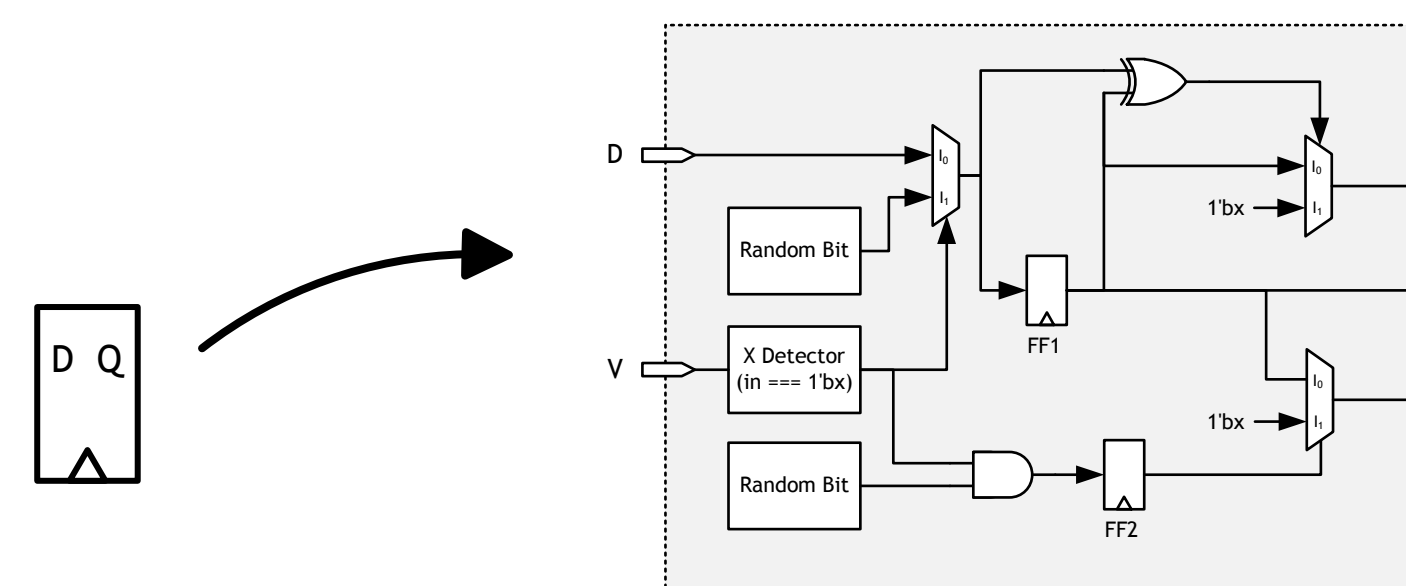 D Q
D
I₀
I₁
Random Bit
V
X Detector
(in === 1'bx)
Random Bit
FF1
FF2
I₀
1'bx
I₁
I₀
1'bx
I₁